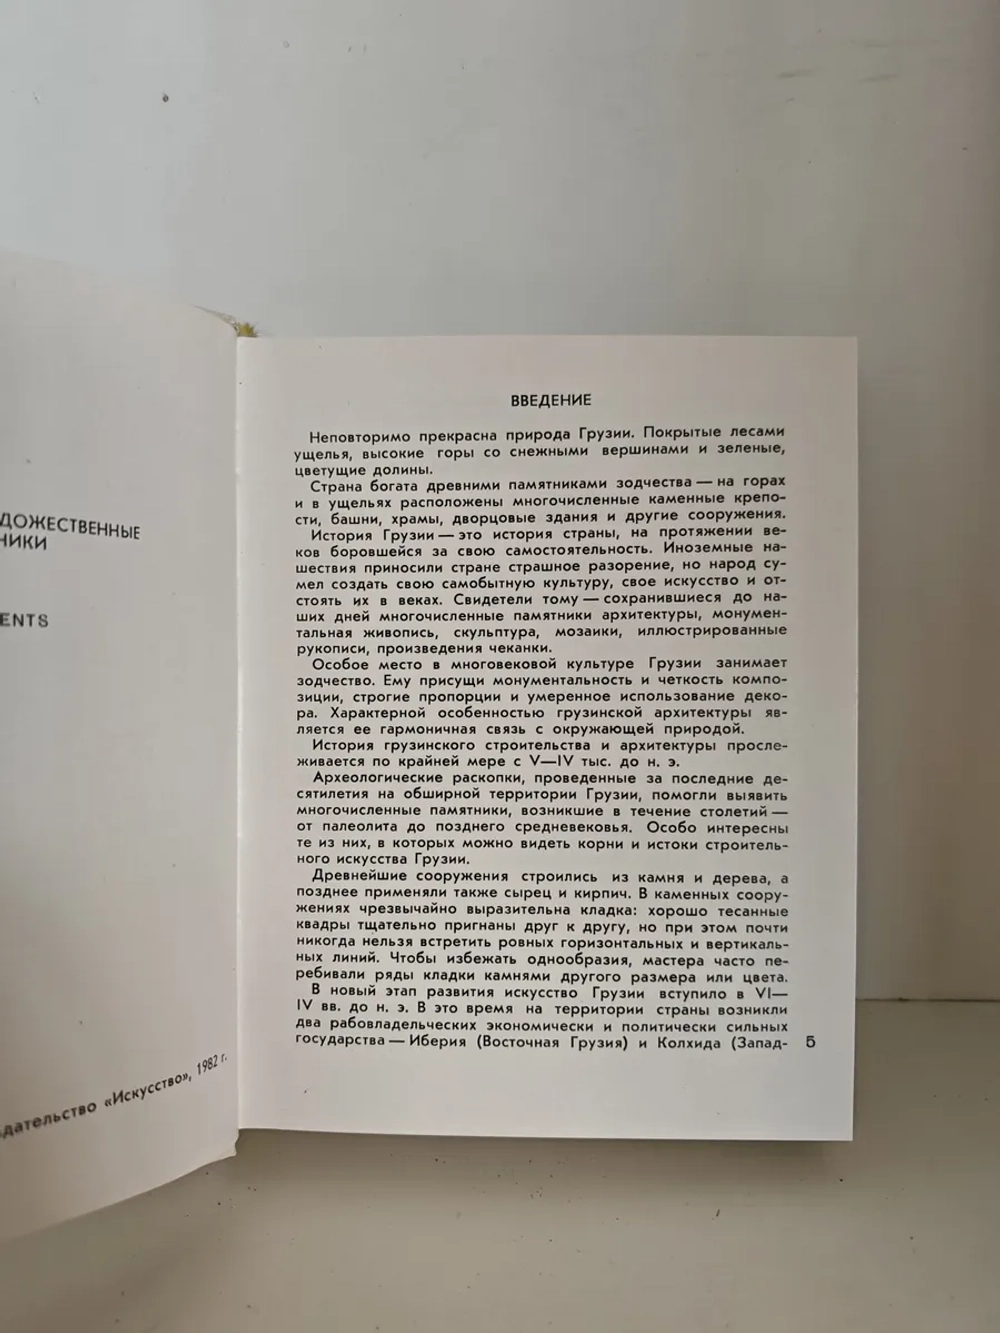 ДОЖЕСТВЕННЫЕ
НИКИ
ENTS
дательство «Искусство», 1982 г.
ВВЕДЕНИЕ
Неповторимо прекрасна природа Грузии. Покрытые лесами
ущелья, высокие горы со снежными вершинами и зеленые,
цветущие долины.
Страна богата древними памятниками зодчества — на горах
и в ущельях расположены многочисленные каменные крепо-
сти, башни, храмы, дворцовые здания и другие сооружения.
История Грузии — это история страны, на протяжении ве-
ков боровшейся за свою самостоятельность. Иноземные на-
шествия приносили стране страшное разорение, но народ су-
мел создать свою самобытную культуру, свое искусство и от-
стоять их в веках. Свидетели тому — сохранившиеся до на-
ших дней многочисленные памятники архитектуры, монумен-
тальная живопись, скульптура, мозаики, иллюстрированные
рукописи, произведения чеканки.
Особое место в многовековой культуре Грузии занимает
зодчество. Ему присущи монументальность и четкость компо-
зиции, строгие пропорции и умеренное использование деко-
ра. Характерной особенностью грузинской архитектуры яв-
ляется ее гармоничная связь с окружающей природой.
История грузинского строительства и архитектуры просле-
живается по крайней мере с V—IV тыс. до н. э.
Археологические раскопки, проведенные за последние де-
сятилетия на обширной территории Грузии, помогли выявить
многочисленные памятники, возникшие в течение столетий —
от палеолита до позднего средневековья. Особо интересны
те из них, в которых можно видеть корни и истоки строитель-
ного искусства Грузии.
Древнейшие сооружения строились из камня и дерева, а
позднее применяли также сырец и кирпич. В каменных соору-
жениях чрезвычайно выразительна кладка: хорошо тесанные
квадры тщательно пригнаны друг к другу, но при этом почти
никогда нельзя встретить ровных горизонтальных и вертикаль-
ных линий. Чтобы избежать однообразия, мастера часто пе-
ребивали ряды кладки камнями другого размера или цвета.
В новый этап развития искусство Грузии вступило в VI—
IV вв. до н. э. В это время на территории страны возникли
два рабовладельческих экономически и политически сильных
государства — Иберия (Восточная Грузия) и Колхида (Запад- 5